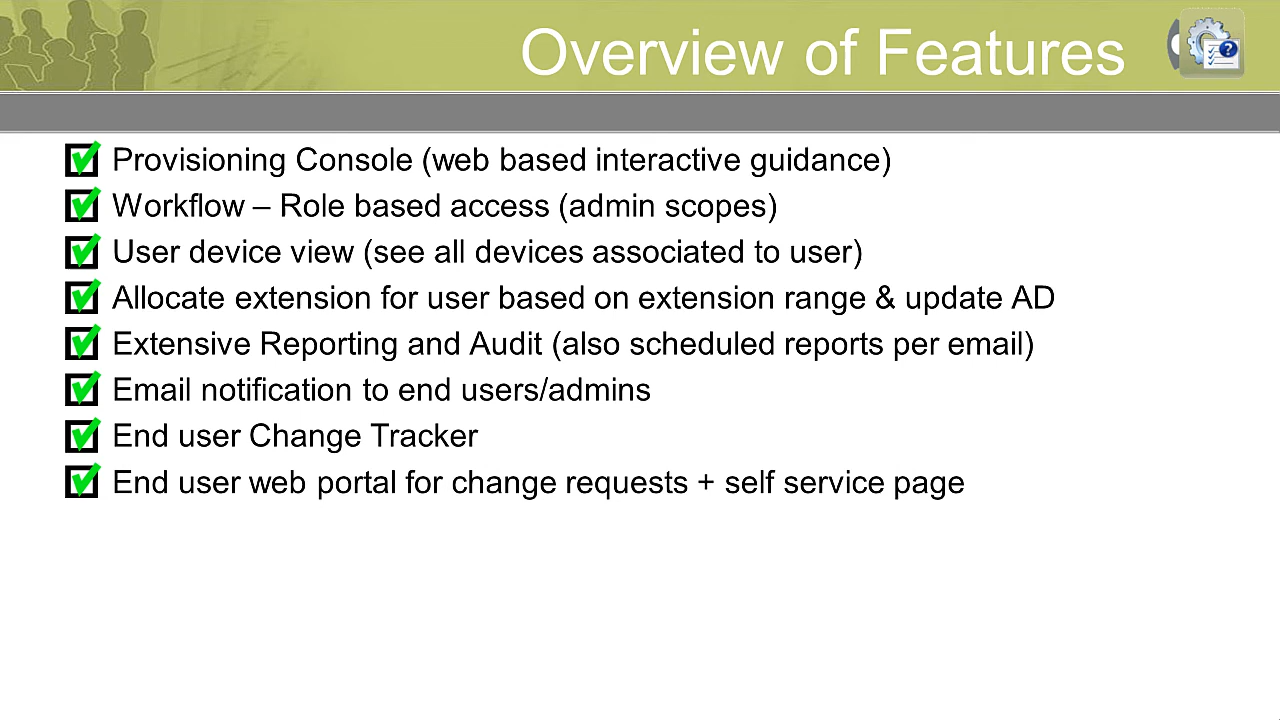 Overview of Features
?
Provisioning Console (web based interactive guidance)
Workflow – Role based access (admin scopes)
User device view (see all devices associated to user)
Allocate extension for user based on extension range & update AD
Extensive Reporting and Audit (also scheduled reports per email)
Email notification to end users/admins
End user Change Tracker
End user web portal for change requests + self service page